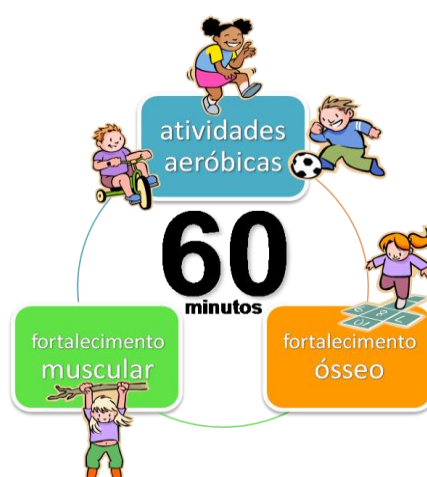 atividades
aeróbicas
60
minutos
fortalecimento
muscular
fortalecimento
ósseo